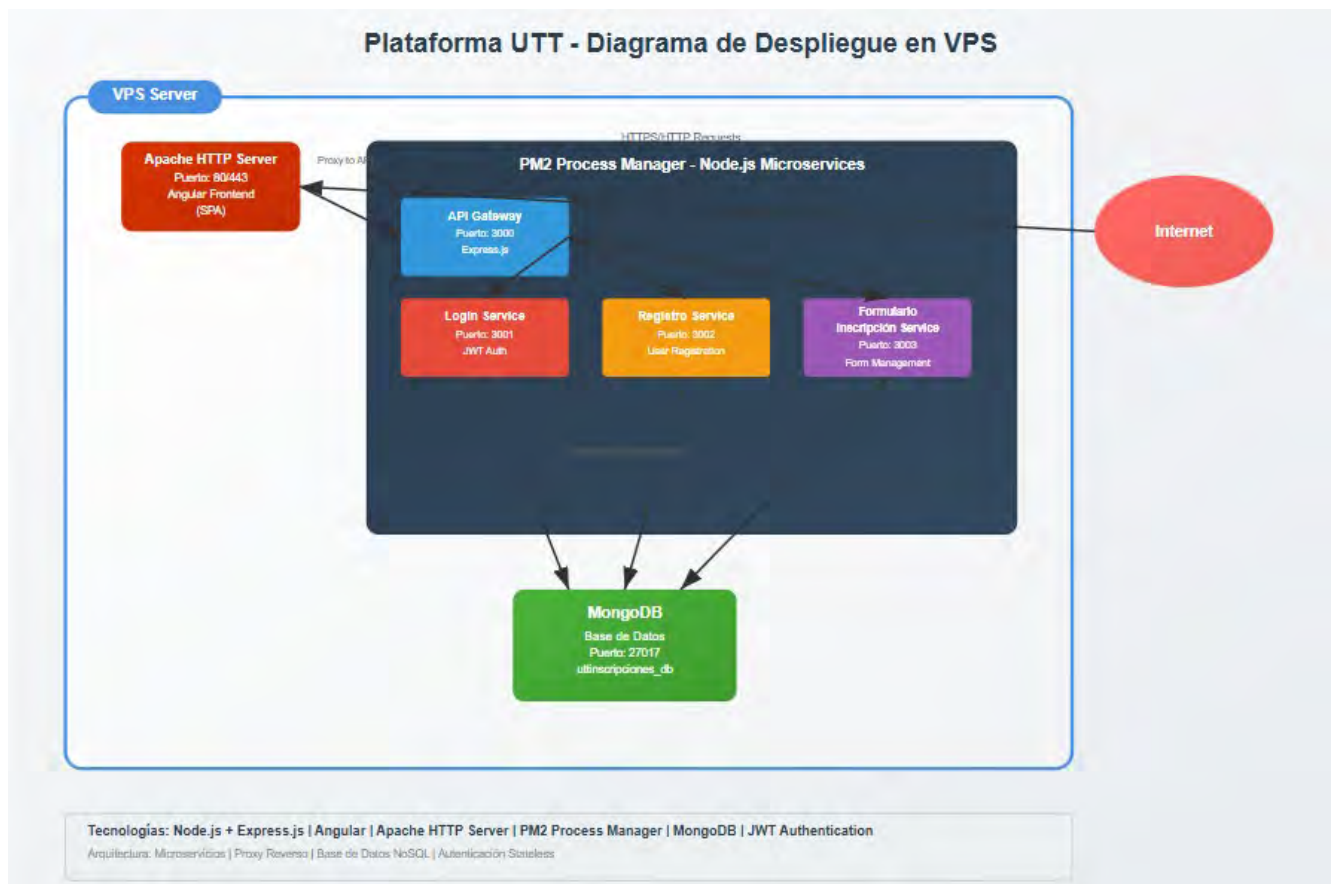 Plataforma UTT - Diagrama de Despliegue en VPS
VPS Server
HTTPS/HTTP Requests
Apache HTTP Server
Puerto: 80/443
Angular Frontend
(SPA)
Proxy to
PM2 Process Manager - Node.js Microservices
API Gateway
Puerto: 3000
Express.js
Internet
Login Service
Puerto: 3001
JWT Auth
Registro Service
Puerto: 3002
User Registration
Formulario
Inscripción Service
Puerto: 3003
Form Management
MongoDB
Base de Datos
Puerto: 27017
uttinscripciones_db
Tecnologías: Node.js + Express.js | Angular | Apache HTTP Server | PM2 Process Manager | MongoDB | JWT Authentication
Arquitectura: Microservicios | Proxy Reverso | Base de Datos NoSQL | Autenticación Stateless